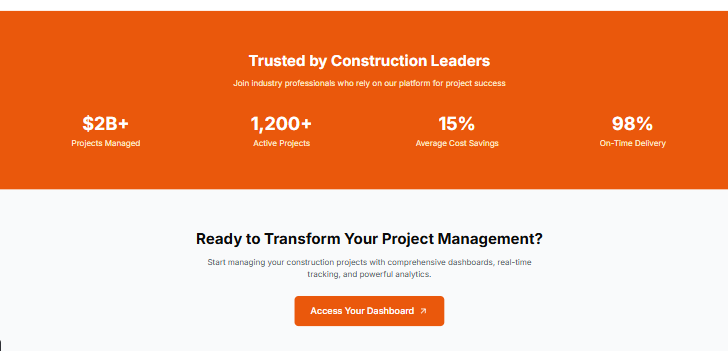 Trusted by Construction Leaders
Join industry professionals who rely on our platform for project success
$2B+
Projects Managed
1,200+
Active Projects
15%
Average Cost Savings
98%
On-Time Delivery
Ready to Transform Your Project Management?
Start managing your construction projects with comprehensive dashboards, real-time
tracking, and powerful analytics.
Access Your Dashboard